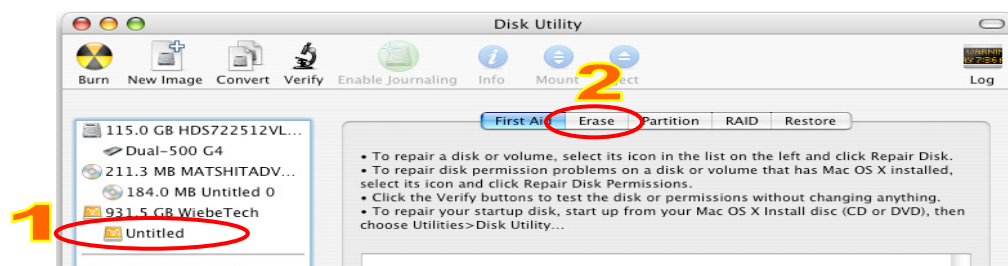 Disk Utility
Burn New Image Convert Verify Enable Journaling Info Mount Log
2
First Aid Erase Partition RAID Restore
115.0 GB HDS722512VL...
Dual-500 G4
211.3 MB MATSHITADV...
184.0 MB Untitled 0
931.5 GB WiebeTech
1
Untitled
• To repair a disk or volume, select its icon in the list on the left and click Repair Disk.
• To repair disk permission problems on a disk or volume that has Mac OS X installed,
select its icon and click Repair Disk Permissions.
• Click the Verify buttons to test the disk or permissions without changing anything.
• To repair your startup disk, start up from your Mac OS X Install disc (CD or DVD), then
choose Utilities>Disk Utility...